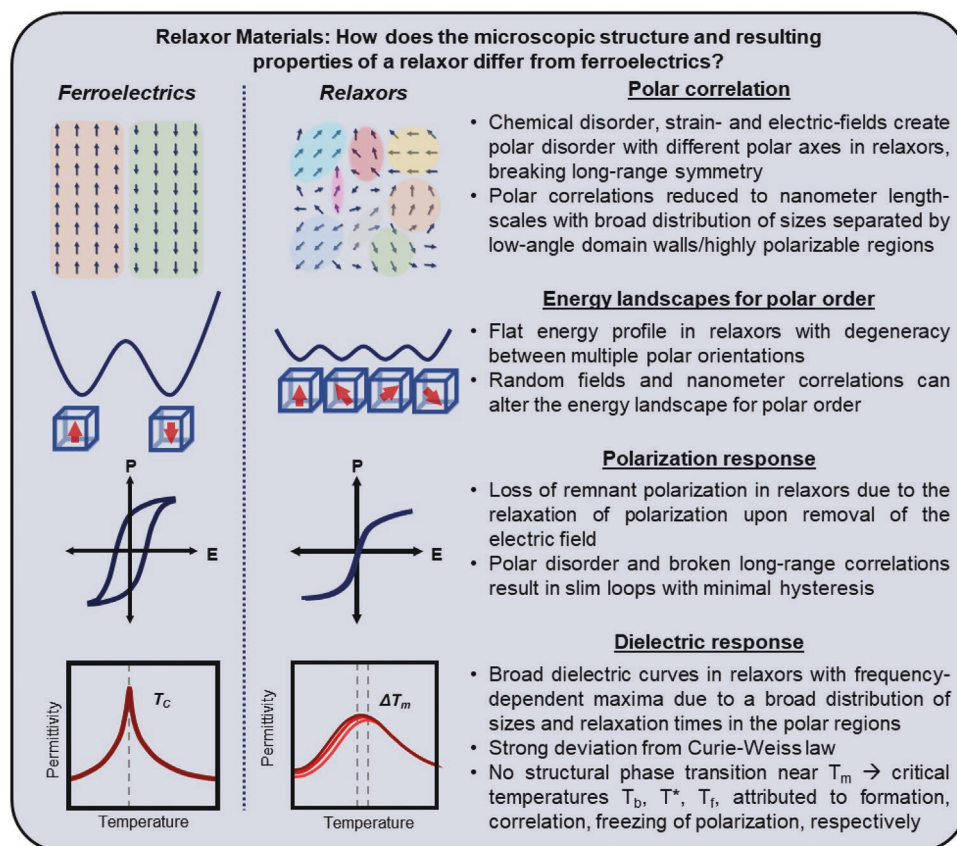 Relaxor Materials: How does the microscopic structure and resulting
properties of a relaxor differ from ferroelectrics?
Ferroelectrics
Relaxors
Polar correlation
• Chemical disorder, strain- and electric-fields create
polar disorder with different polar axes in relaxors,
breaking long-range symmetry
• Polar correlations reduced to nanometer length-
scales with broad distribution of sizes separated by
low-angle domain walls/highly polarizable regions
Energy landscapes for polar order
• Flat energy profile in relaxors with degeneracy
between multiple polar orientations
• Random fields and nanometer correlations can
alter the energy landscape for polar order
P
E
P
E
Polarization response
• Loss of remnant polarization in relaxors due to the
relaxation of polarization upon removal of the
electric field
• Polar disorder and broken long-range correlations
result in slim loops with minimal hysteresis
Permittivity
T_C
Temperature
Permittivity
ΔT_m
Temperature
Dielectric response
• Broad dielectric curves in relaxors with frequency-
dependent maxima due to a broad distribution of
sizes and relaxation times in the polar regions
• Strong deviation from Curie-Weiss law
• No structural phase transition near T_m → critical
temperatures T_b, T*, T_f, attributed to formation,
correlation, freezing of polarization, respectively